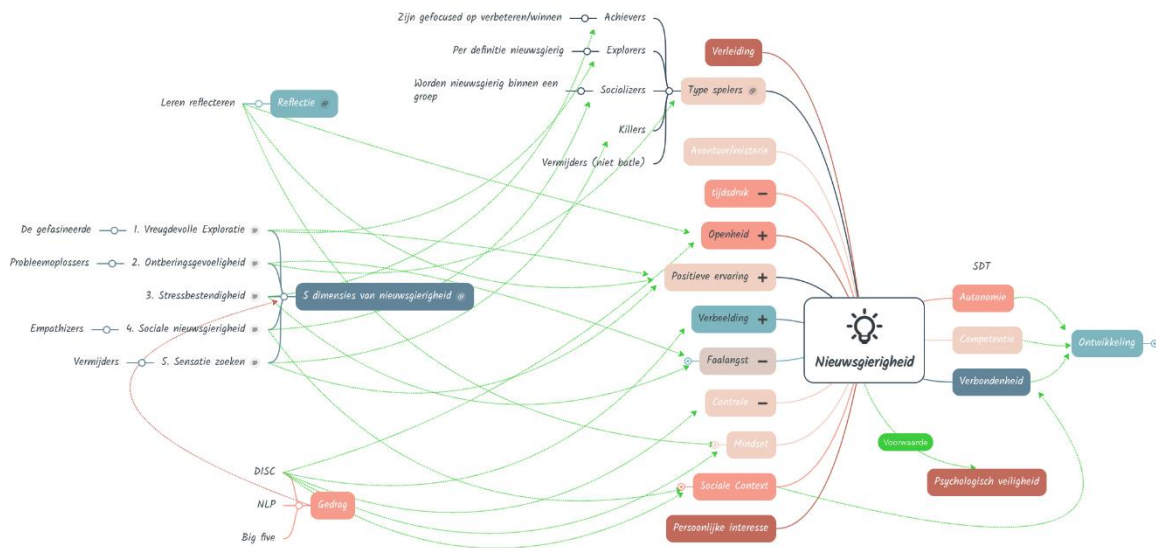 Zijn gefocused op verbeteren/winnen
Achievers
Per definitie nieuwsgierig
Explorers
Worden nieuwsgierig binnen een
groep
Socializers
Killers
Vermijders (niet batle)
Type spelers
Verleiding
Leren reflecteren
Reflectie
Avontuur/misterie
tijdsdruk
Openheid
Positieve ervaring
Verbeelding
Faalangst
Controle
Mindset
Sociale Context
Persoonlijke interesse
De gefasineerde
1. Vreugdevolle Exploratie
Probleemoplossers
2. Ontberingsgevoeligheid
3. Stressbestendigheid
Empathizers
4. Sociale nieuwsgierigheid
Vermijders
5. Sensatie zoeken
5 dimensies van nieuwsgierigheid
DISC
NLP
Big five
Gedrag
Nieuwsgierigheid
SDT
Autonomie
Competentie
Verbondenheid
Ontwikkeling
Voorwaarde
Psychologisch veiligheid